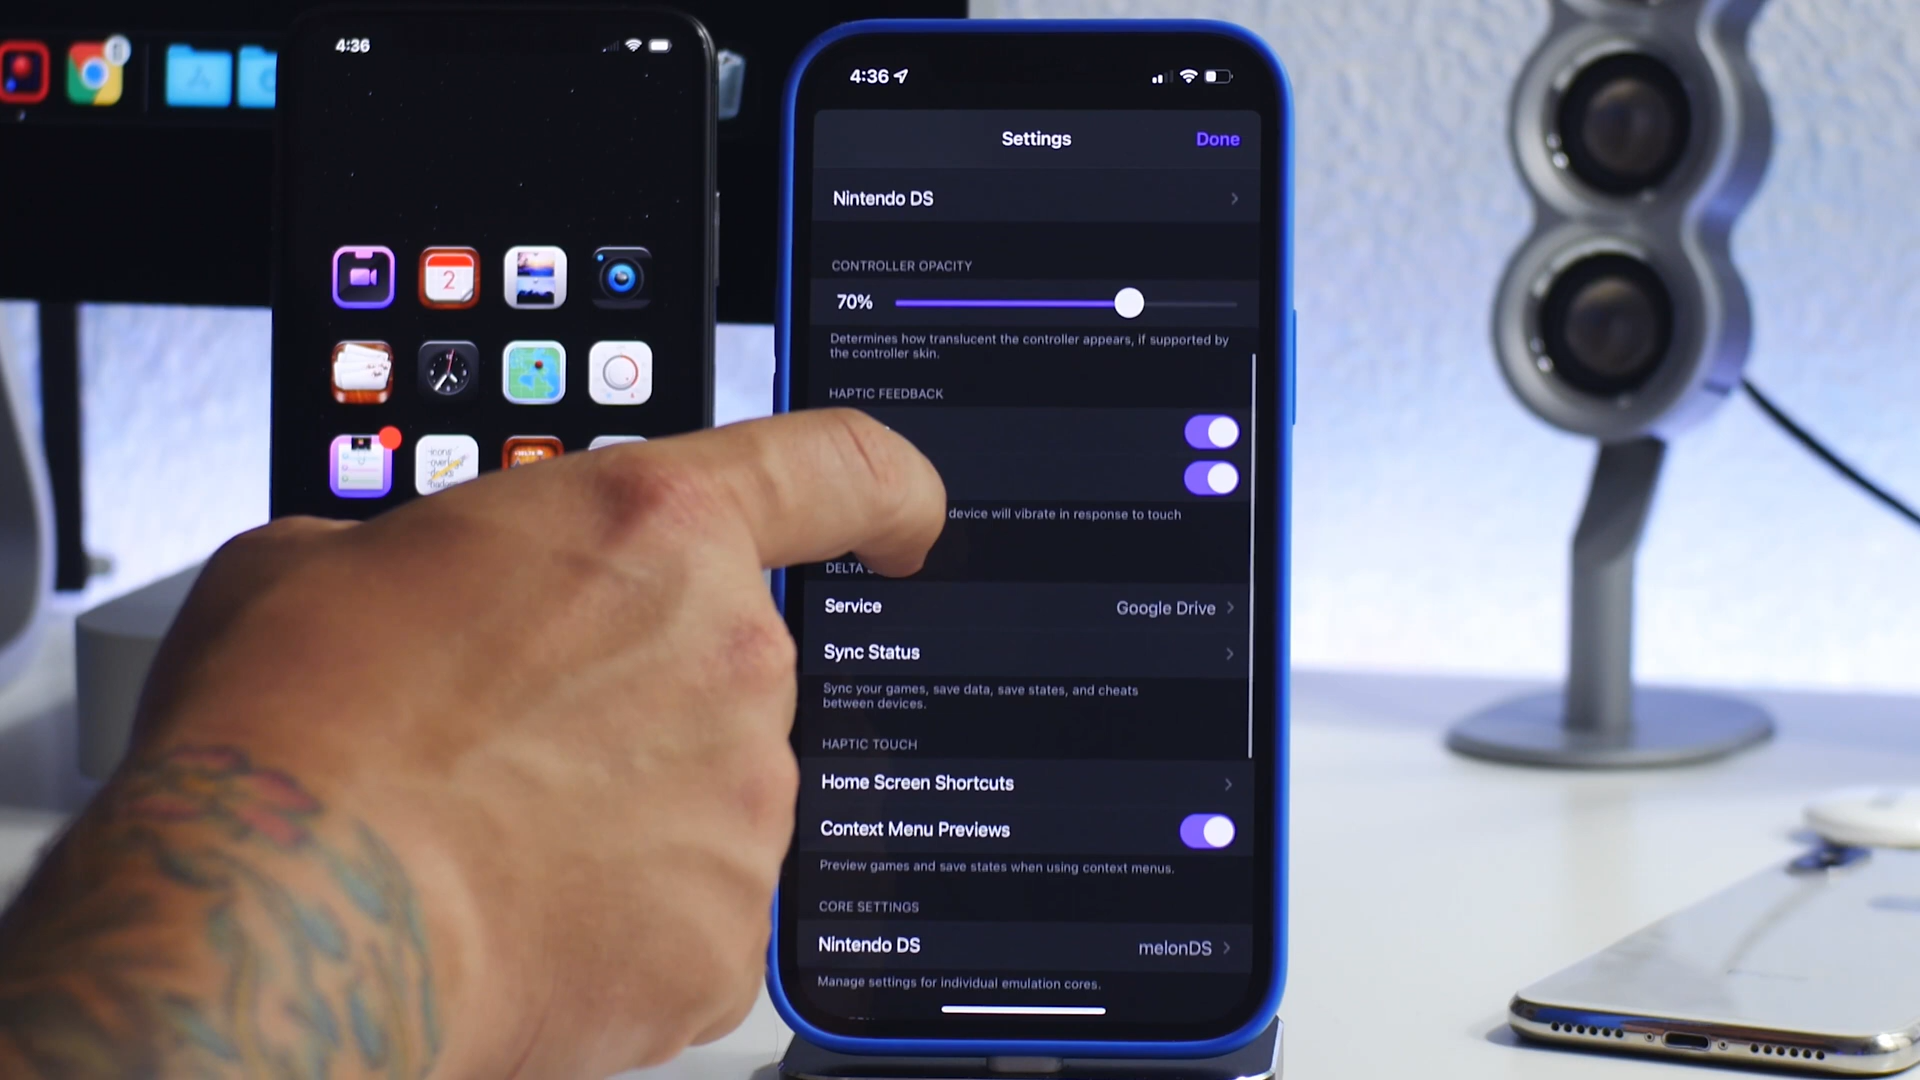 4:36
2
4:36
Settings
Done
Nintendo DS
CONTROLLER OPACITY
70%
Determines how translucent the controller appears, if supported by
the controller skin.
HAPTIC FEEDBACK
device will vibrate in response to touch
DELTA
Service
Google Drive
Sync Status
Sync your games, save data, save states, and cheats
between devices.
HAPTIC TOUCH
Home Screen Shortcuts
Context Menu Previews
Preview games and save states when using context menus.
CORE SETTINGS
Nintendo DS
melonDS
Manage settings for individual emulation cores.